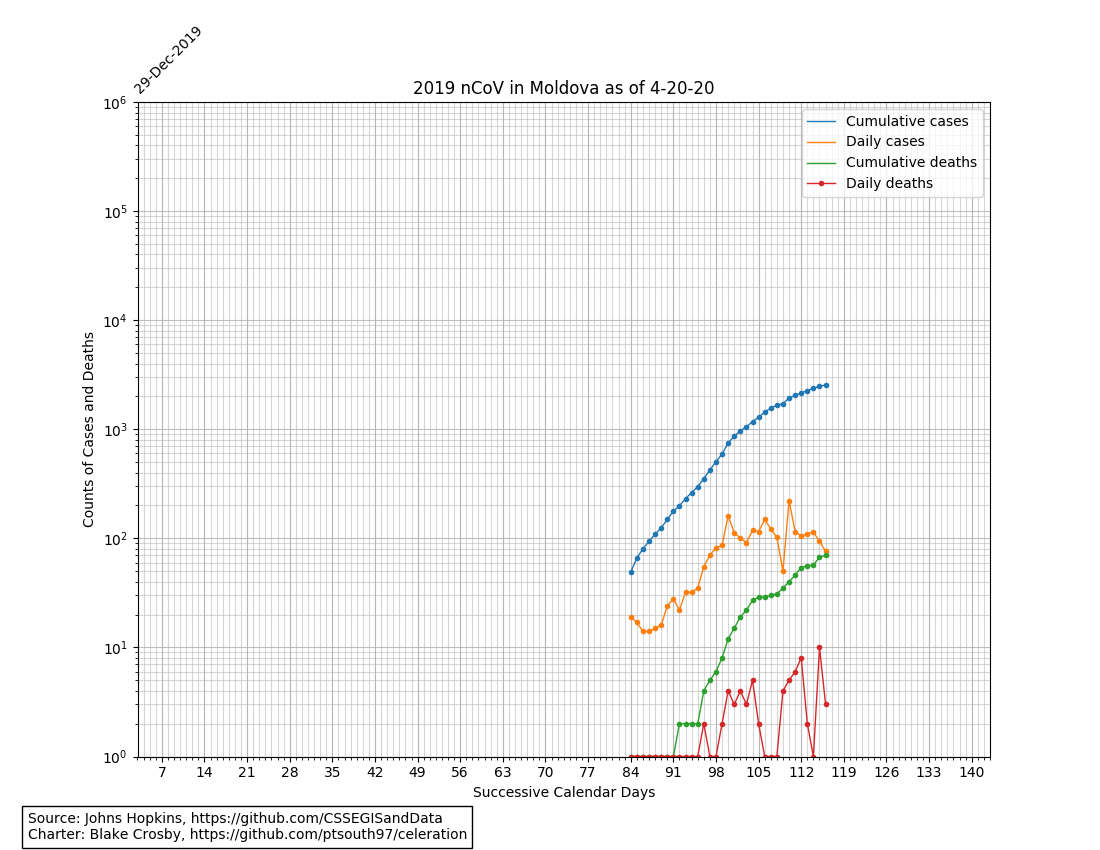 29-Dec-2019
2019 nCoV in Moldova as of 4-20-20
Cumulative cases
Daily cases
Cumulative deaths
Daily deaths
Counts of Cases and Deaths
10^6
10^5
10^4
10^3
10^2
10^1
10^0
7 14 21 28 35 42 49 56 63 70 77 84 91 98 105 112 119 126 133 140
Successive Calendar Days
Source: Johns Hopkins, https://github.com/CSSEGISandData
Charter: Blake Crosby, https://github.com/ptsouth97/celeration